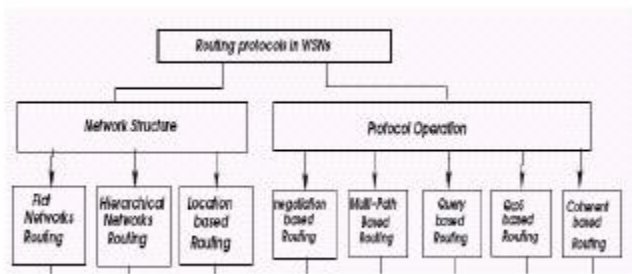 Routing protocols in WSNs
Network Structure
Protocol Operation
Flat
Networks
Routing
Hierarchical
Networks
Routing
Location
based
Routing
negotiation
based
Routing
Multi-Path
Based
Routing
Query
based
Routing
QoS
based
Routing
Coherent
based
Routing